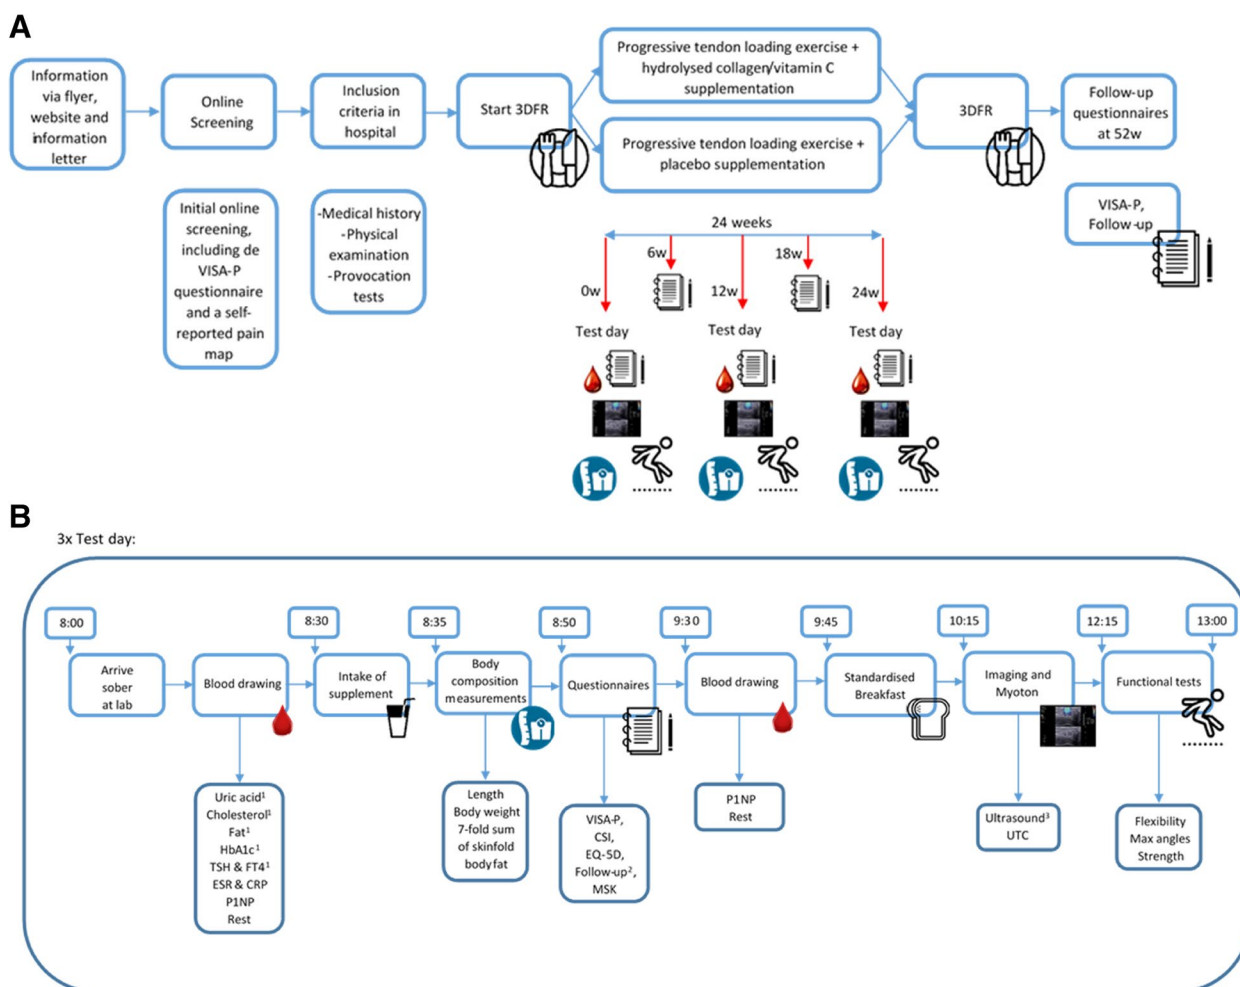 A
Information
via flyer,
website and
information
letter
Online
Screening
Inclusion
criteria in
hospital
Start 3DFR
Progressive tendon loading exercise +
hydrolysed collagen/vitamin C
supplementation
Progressive tendon loading exercise +
placebo supplementation
3DFR
Follow-up
questionnaires
at 52w
Initial online
screening,
including de
VISA-P
questionnaire
and a self-
reported pain
map
-Medical history
-Physical
examination
-Provocation
tests
VISA-P,
Follow-up
24 weeks
0w
6w
12w
18w
24w
Test day
Test day
Test day
B
3x Test day:
8:00
8:30
8:35
8:50
9:30
9:45
10:15
12:15
13:00
Arrive
sober
at lab
Blood drawing
Intake of
supplement
Body
composition
measurements
Questionnaires
Blood drawing
Standardised
Breakfast
Imaging and
Myoton
Functional tests
Uric acid¹
Cholesterol¹
Fat¹
HbA1c¹
TSH & FT4¹
ESR & CRP
P1NP
Rest
Length
Body weight
7-fold sum
of skinfold
body fat
VISA-P,
CSI,
EQ-5D,
Follow-up²,
MSK
P1NP
Rest
Ultrasound³
UTC
Flexibility
Max angles
Strength